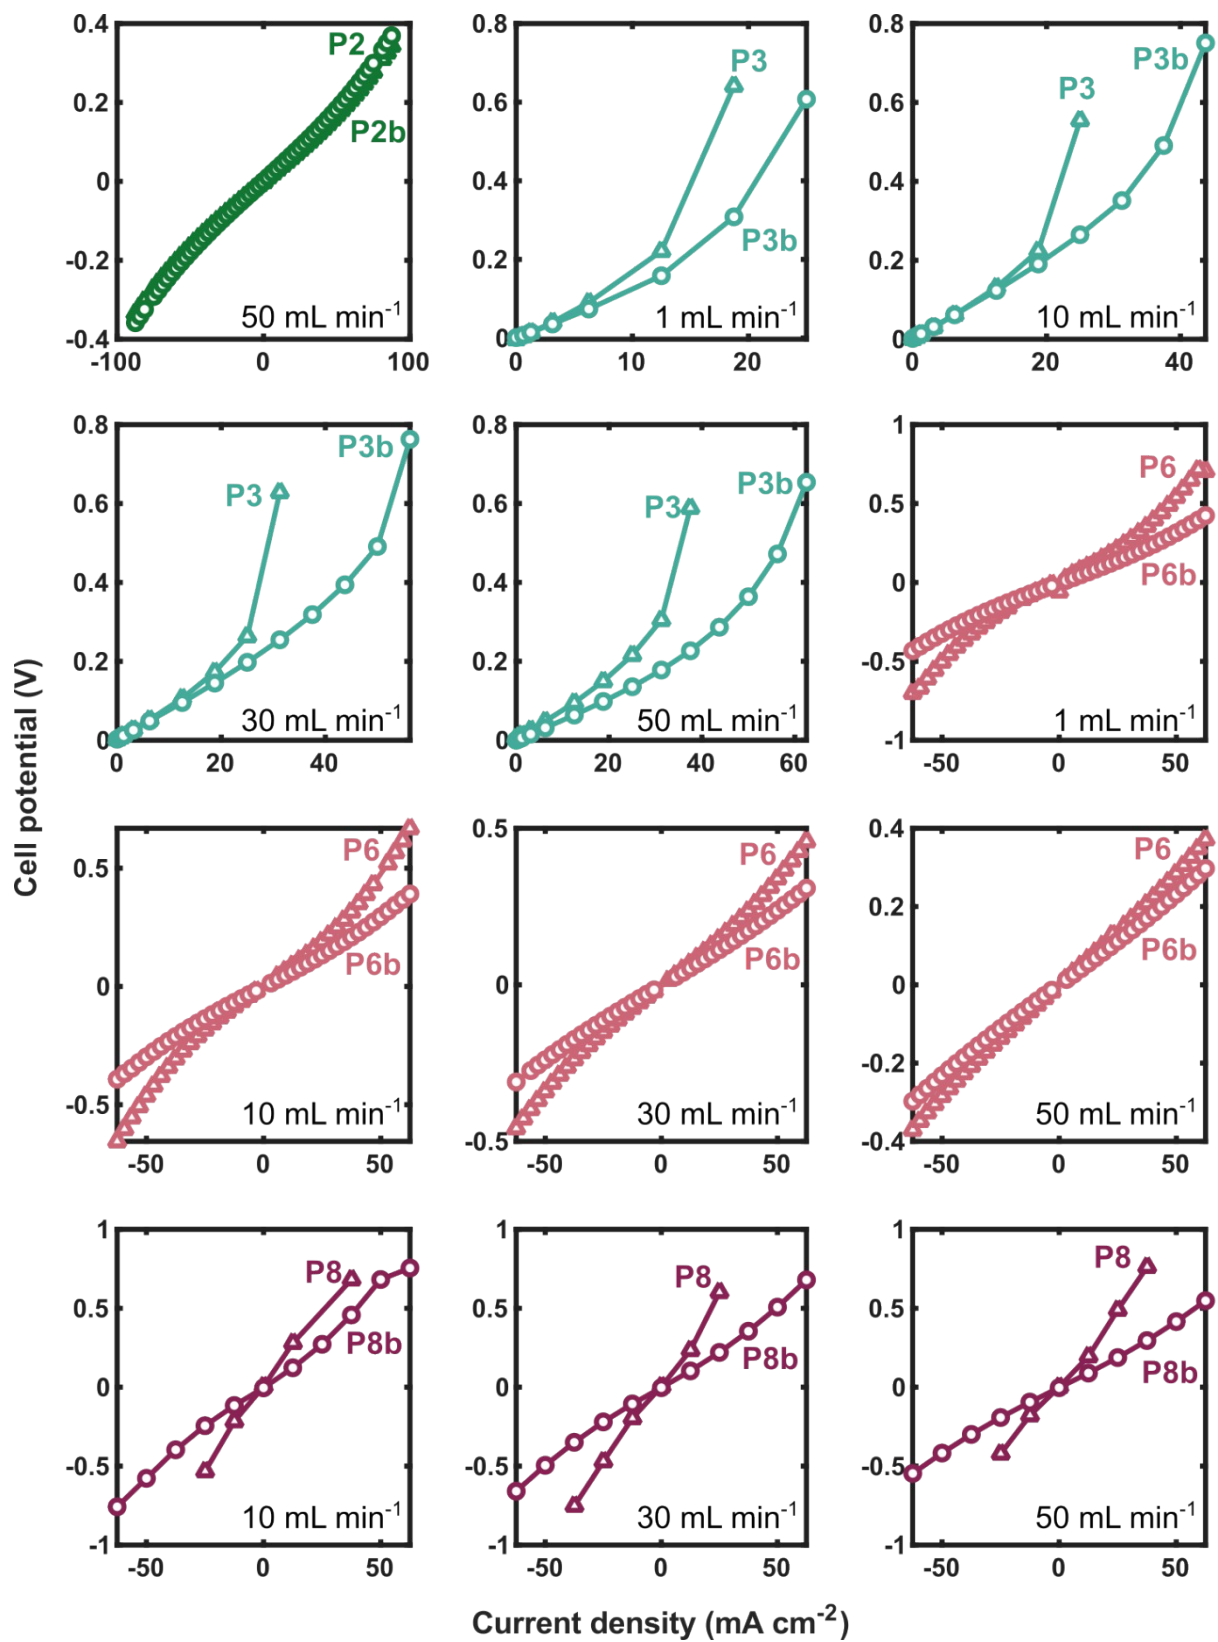 Cell potential (V)
0.4
0.2
0
-0.2
-0.4
-100 0 100
P2
P2b
50 mL min⁻¹
0.8
0.6
0.4
0.2
0
0 10 20
P3
P3b
1 mL min⁻¹
0.8
0.6
0.4
0.2
0
0 20 40
P3b
P3
10 mL min⁻¹
0.8
0.6
0.4
0.2
0
0 20 40
P3b
P3
30 mL min⁻¹
0.8
0.6
0.4
0.2
0
0 20 40 60
P3b
P3
50 mL min⁻¹
1
0.5
0
-0.5
-1
-50 0 50
P6
P6b
1 mL min⁻¹
0.5
0
-0.5
-50 0 50
P6
P6b
10 mL min⁻¹
0.5
0
-0.5
-50 0 50
P6
P6b
30 mL min⁻¹
0.4
0.2
0
-0.2
-0.4
-50 0 50
P6
P6b
50 mL min⁻¹
1
0.5
0
-0.5
-1
-50 0 50
P8
P8b
10 mL min⁻¹
1
0.5
0
-0.5
-1
-50 0 50
P8
P8b
30 mL min⁻¹
1
0.5
0
-0.5
-1
-50 0 50
P8
P8b
50 mL min⁻¹
Current density (mA cm⁻²)